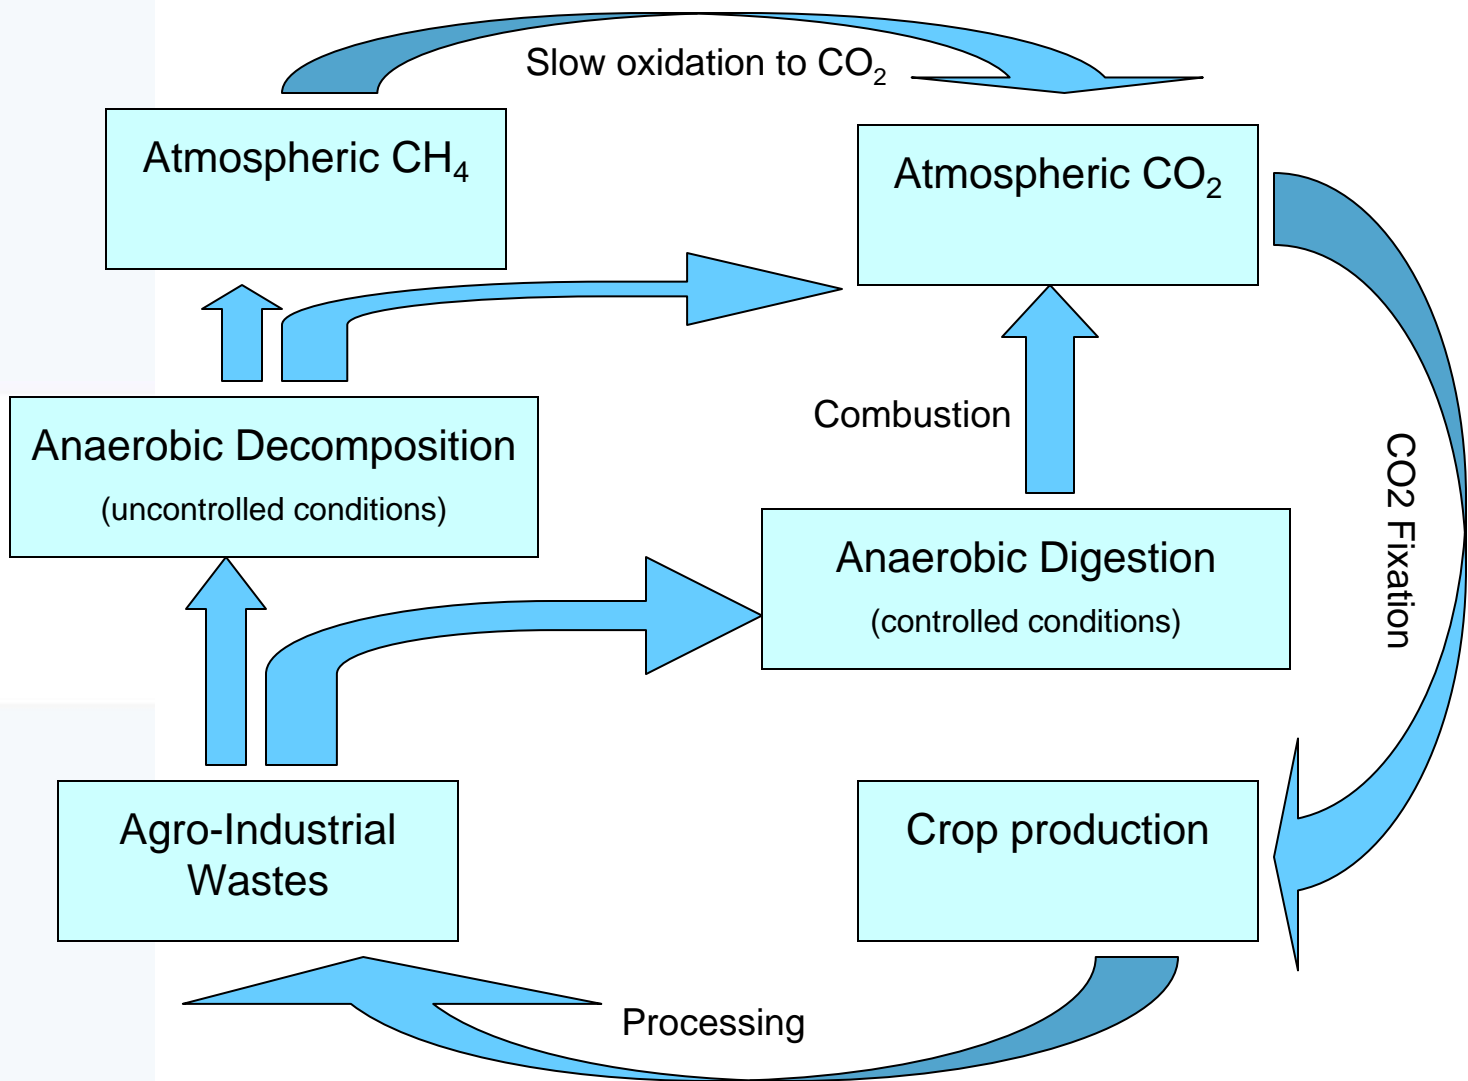 Slow oxidation to CO₂
Atmospheric CH₄
Atmospheric CO₂
Combustion
Anaerobic Decomposition
(uncontrolled conditions)
CO2 Fixation
Anaerobic Digestion
(controlled conditions)
Agro-Industrial
Wastes
Crop production
Processing